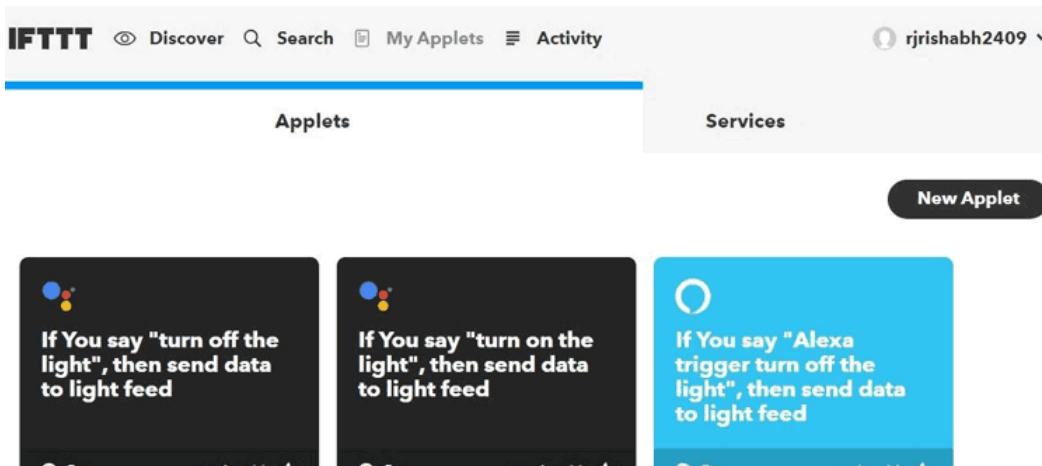 IFTTT Discover Search My Applets Activity rjrishabh2409
Applets Services
New Applet
If You say "turn off the
light", then send data
to light feed
If You say "turn on the
light", then send data
to light feed
If You say "Alexa
trigger turn off the
light", then send data
to light feed